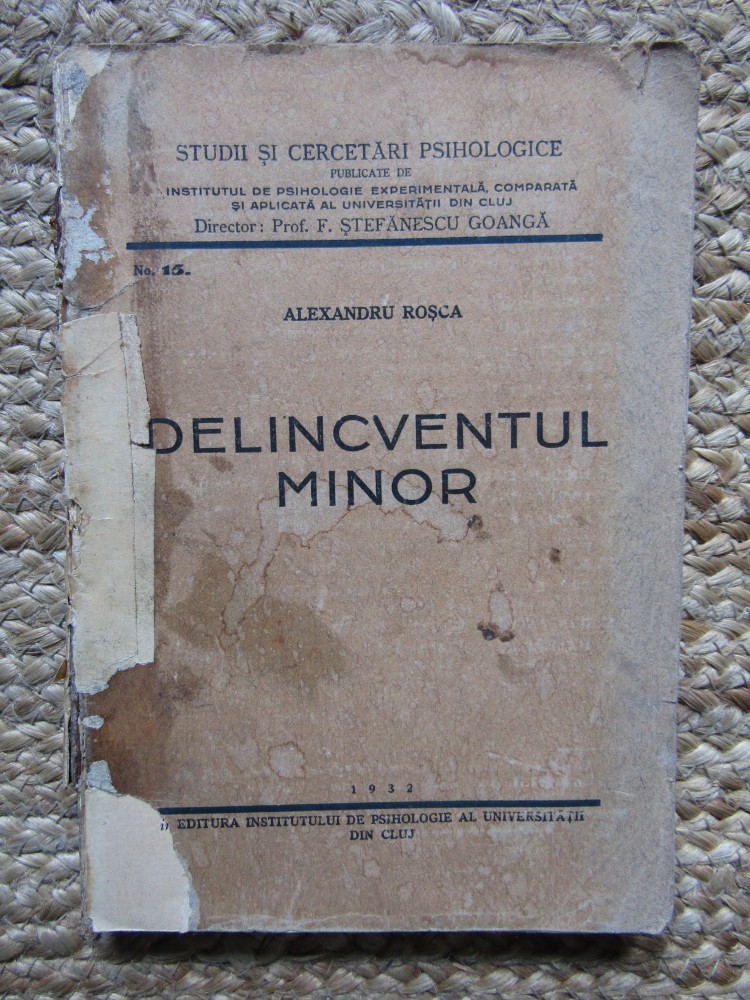 STUDII ȘI CERCETĂRI PSIHOLOGICE
PUBLICATE DE
INSTITUTUL DE PSIHOLOGIE EXPERIMENTALĂ, COMPARATĂ
ȘI APLICATĂ AL UNIVERSITĂȚII DIN CLUJ
Director: Prof. F. ȘTEFĂNESCU GOANGĂ
No. 15.
ALEXANDRU ROȘCA
DELINCVENTUL
MINOR
1932
EDITURA INSTITUTULUI DE PSIHOLOGIE AL UNIVERSITĂȚII
DIN CLUJ